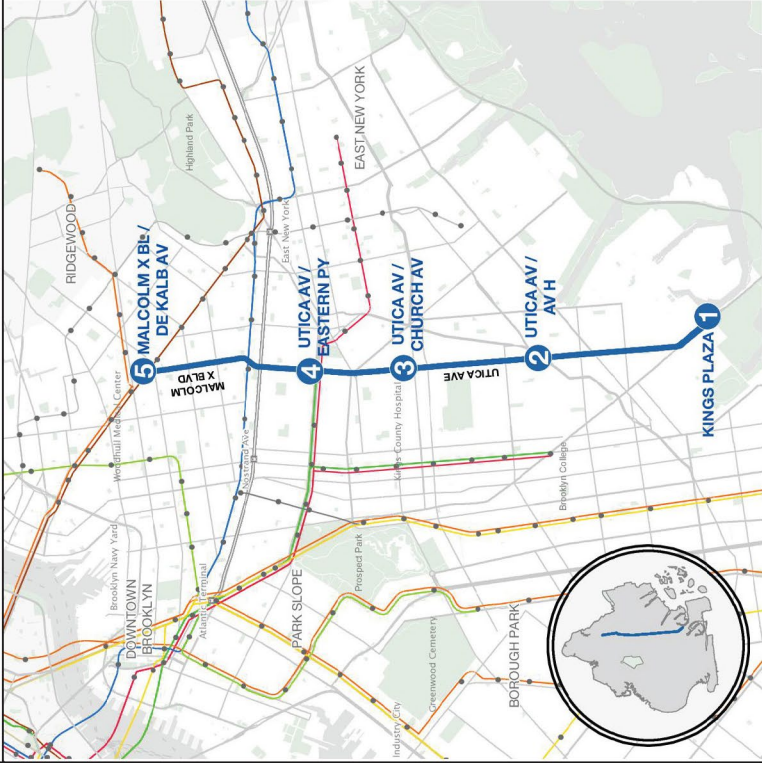 RIDGEWOOD
Highland Park
5
MALCOLM X BL /
DE KALB AV
MALCOLM
X BLVD
Woodhull Medical Center
Brooklyn Navy Yard
DOWNTOWN
BROOKLYN
Atlantic Terminal
Nostrand Ave
East New York
EAST NEW YORK
4
UTICA AV /
EASTERN PY
PARK SLOPE
Prospect Park
3
UTICA AV /
CHURCH AV
Kings County Hospital
UTICA AVE
2
UTICA AV /
AV H
Brooklyn College
Greenwood Cemetery
Industry City
BOROUGH PARK
1
KINGS PLAZA